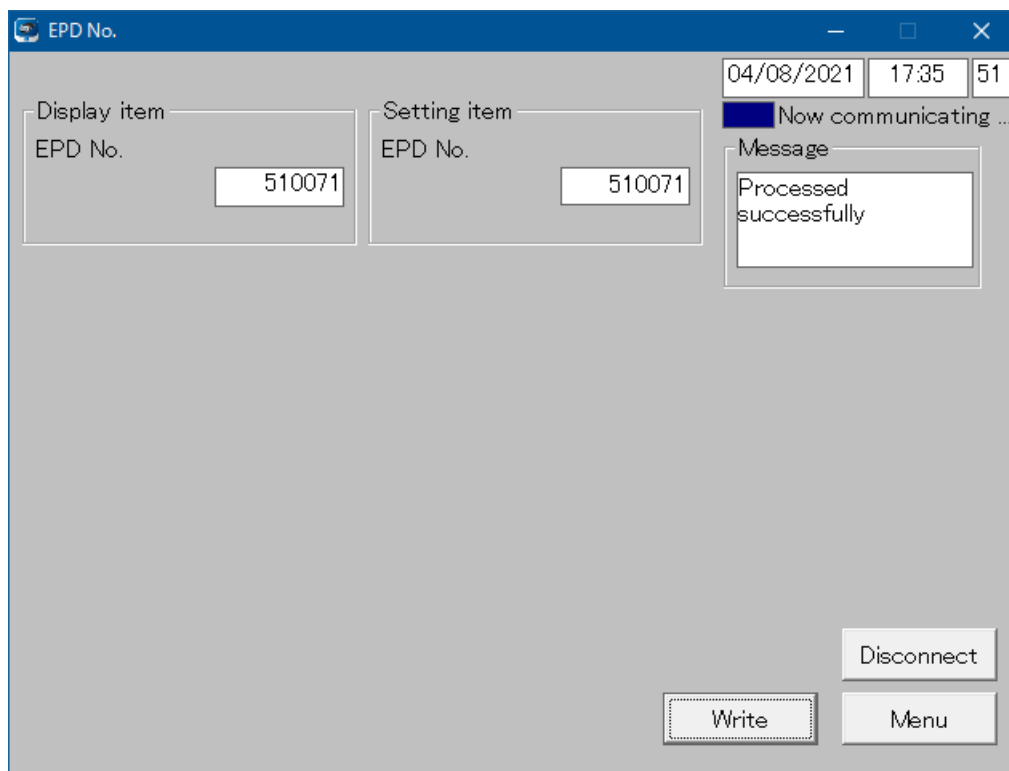 EPD No.
04/08/2021 17:35 51
Now communicating ...
Display item
EPD No.
510071
Setting item
EPD No.
510071
Message
Processed
successfully
Disconnect
Write
Menu